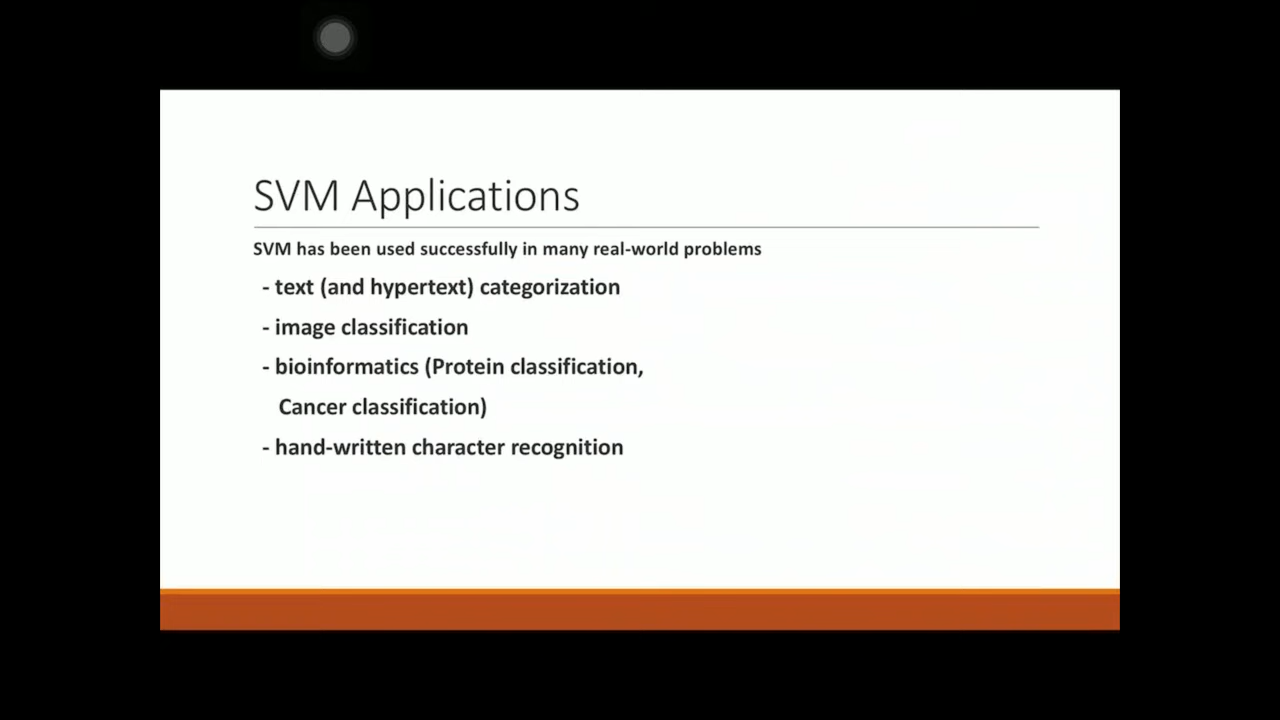 SVM Applications
SVM has been used successfully in many real-world problems
- text (and hypertext) categorization
- image classification
- bioinformatics (Protein classification,
Cancer classification)
- hand-written character recognition